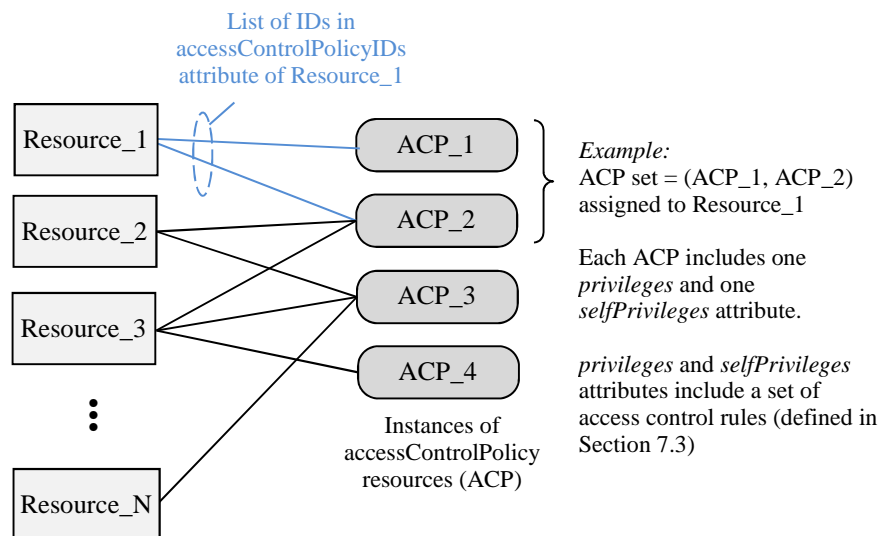 List of IDs in
accessControlPolicyIDs
attribute of Resource_1
Resource_1
Resource_2
Resource_3
Resource_N
ACP_1
ACP_2
ACP_3
ACP_4
Instances of
accessControlPolicy
resources (ACP)
Example:
ACP set = (ACP_1, ACP_2)
assigned to Resource_1
Each ACP includes one
privileges and one
selfPrivileges attribute.
privileges and selfPrivileges
attributes include a set of
access control rules (defined in
Section 7.3)